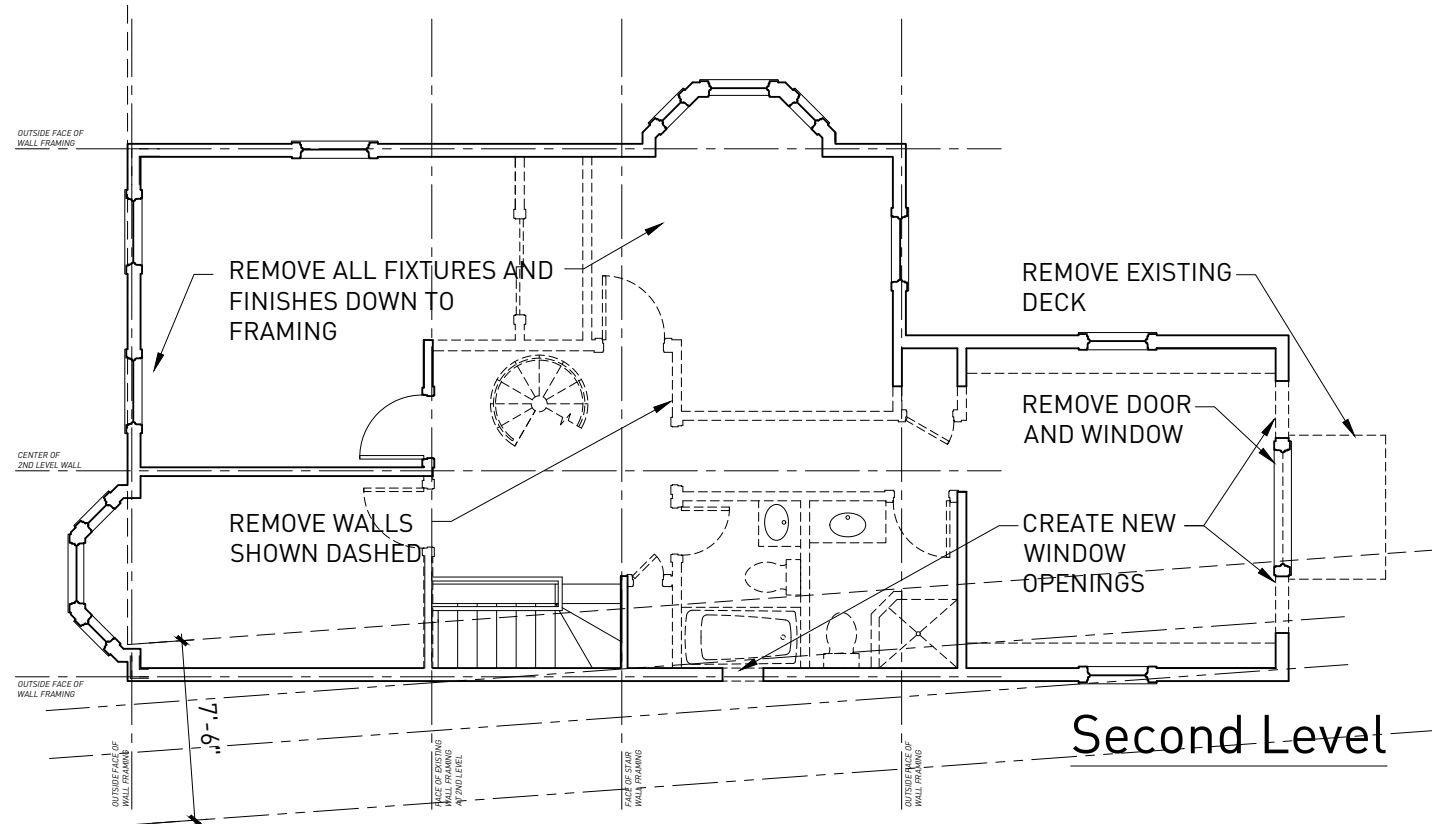 OUTSIDE FACE OF
WALL FRAMING
REMOVE ALL FIXTURES AND
FINISHES DOWN TO
FRAMING
REMOVE EXISTING
DECK
REMOVE DOOR
AND WINDOW
CENTER OF
2ND LEVEL WALL
REMOVE WALLS
SHOWN DASHED
CREATE NEW
WINDOW
OPENINGS
OUTSIDE FACE OF
WALL FRAMING
7'-6"
Second Level
OUTSIDE FACE OF
WALL FRAMING
FACE OF EXISTING
WALL FRAMING
AT 2ND LEVEL
FACE OF STAIR
WALL FRAMING
OUTSIDE FACE OF
WALL FRAMING